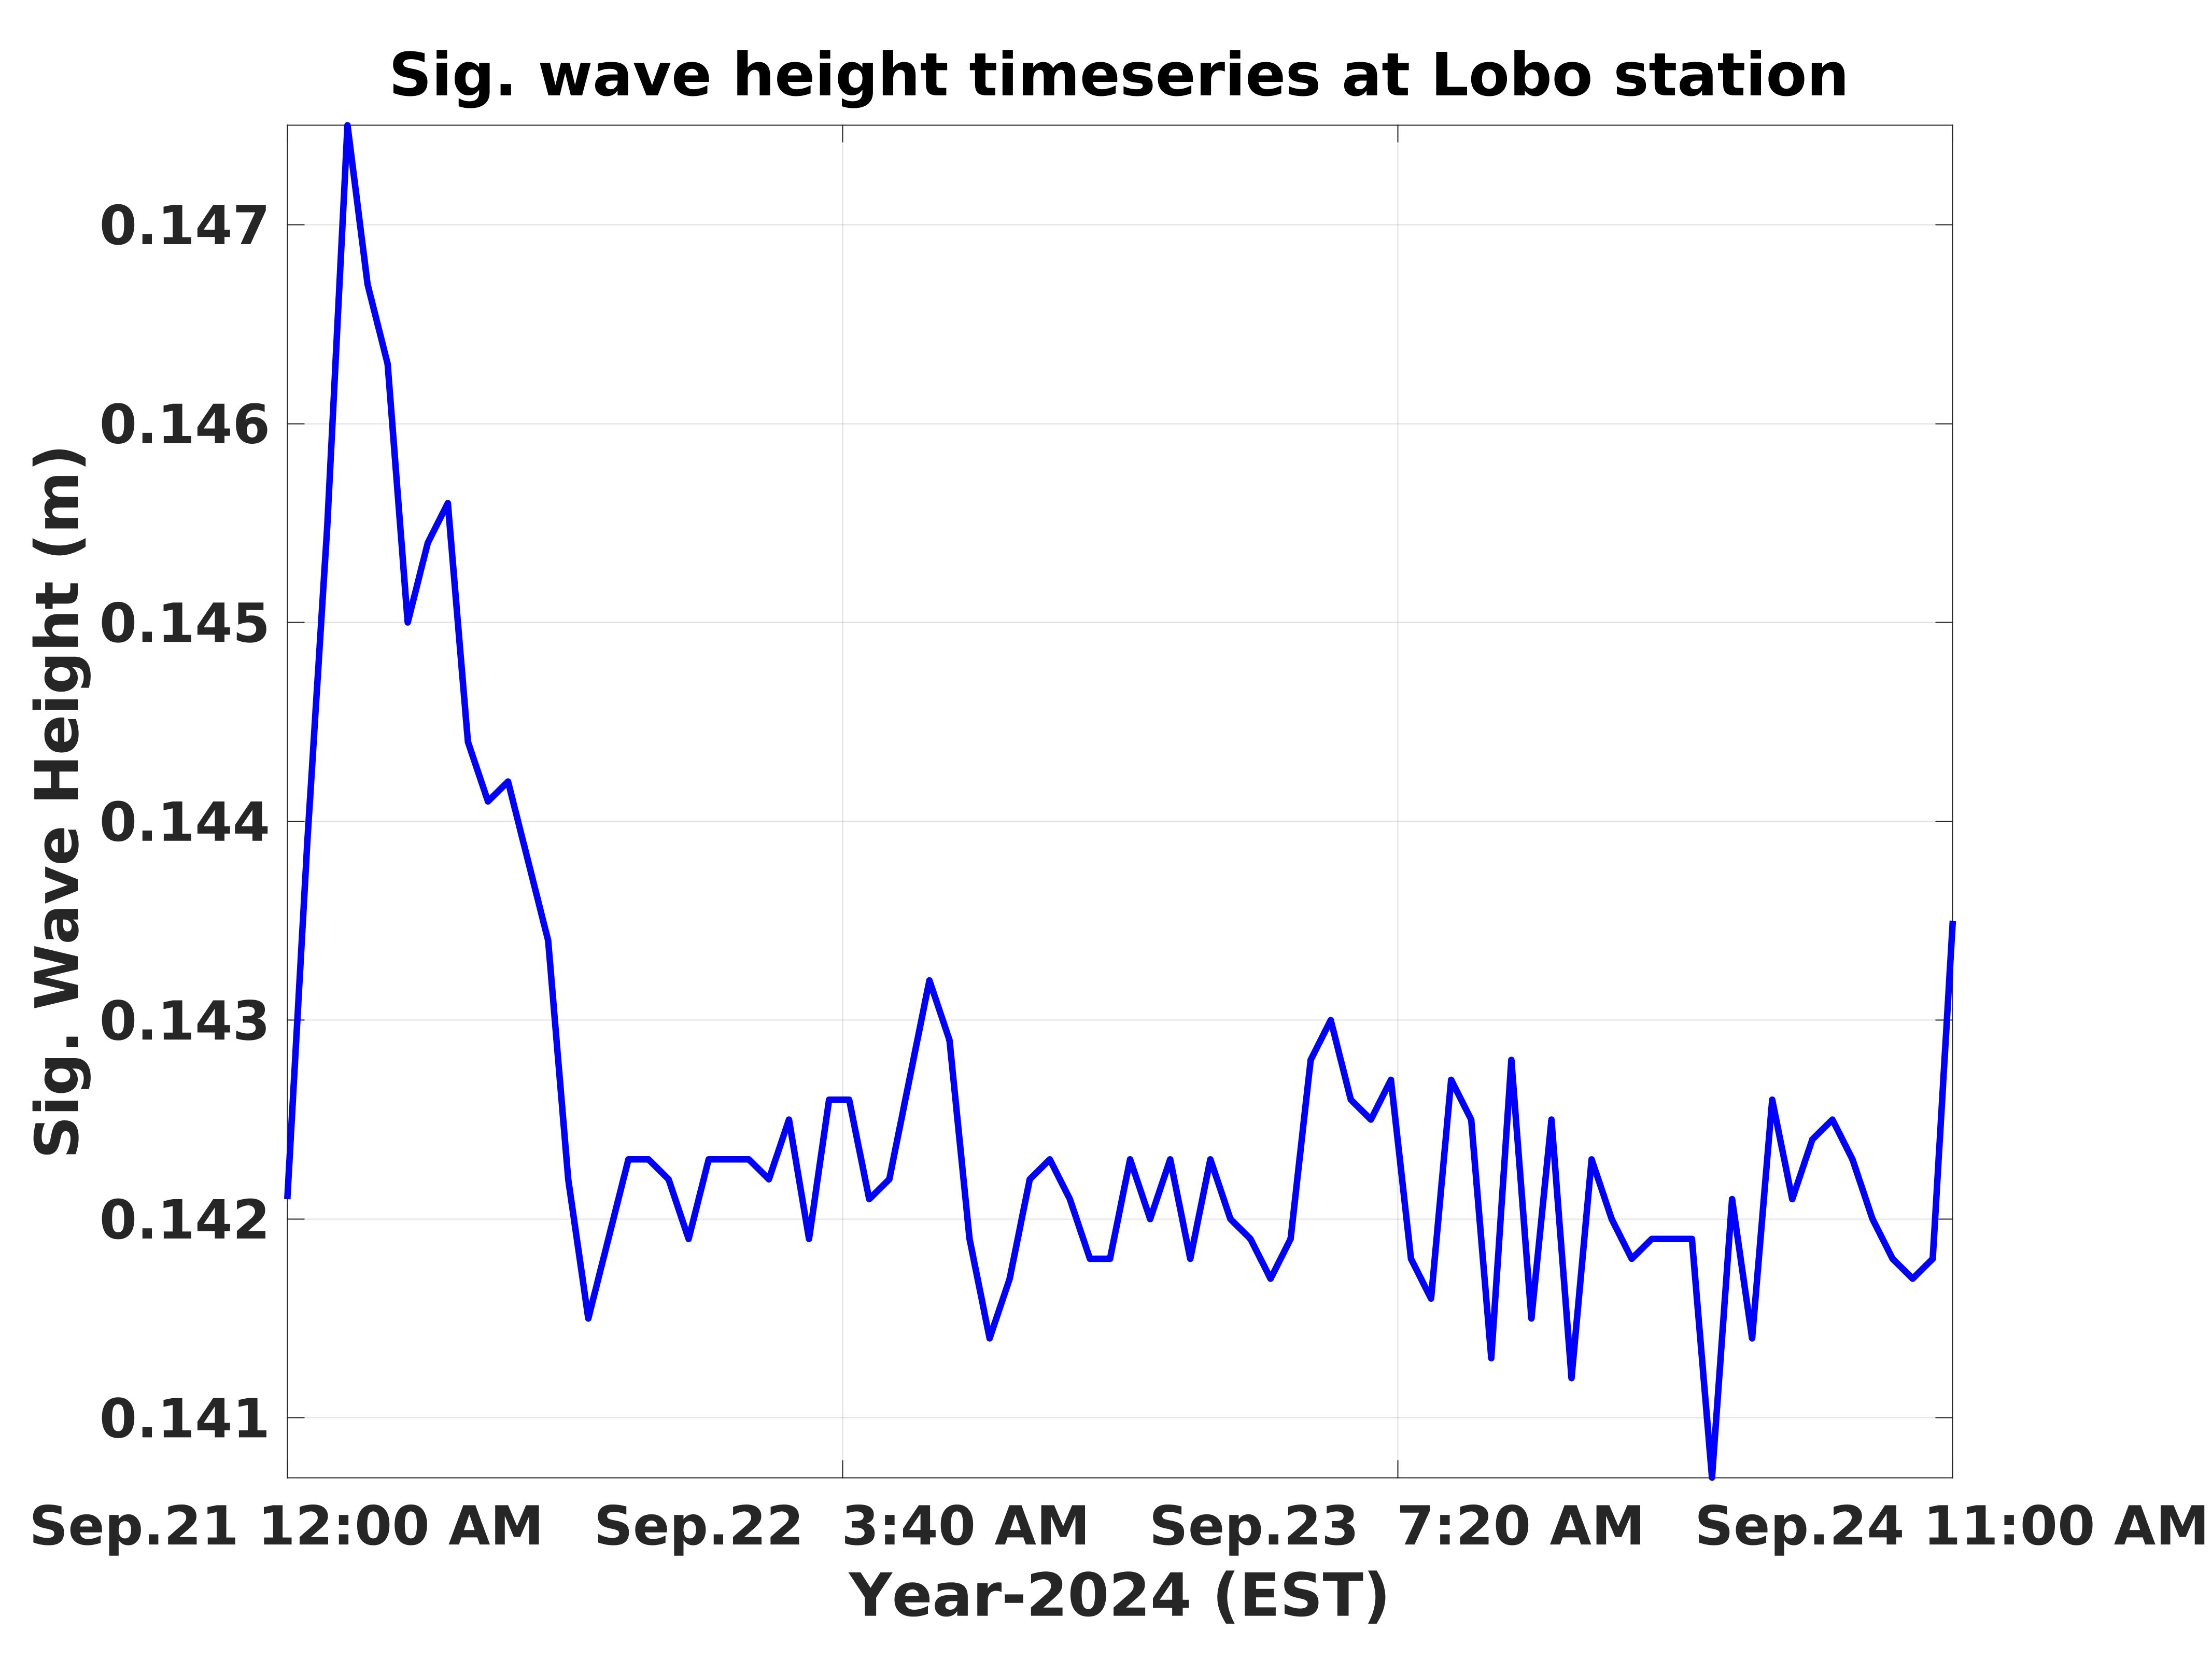 Sig. wave height timeseries at Lobo station
Sig. Wave Height (m)
0.147
0.146
0.145
0.144
0.143
0.142
0.141
Sep.21 12:00 AM Sep.22 3:40 AM Sep.23 7:20 AM Sep.24 11:00 AM
Year-2024 (EST)